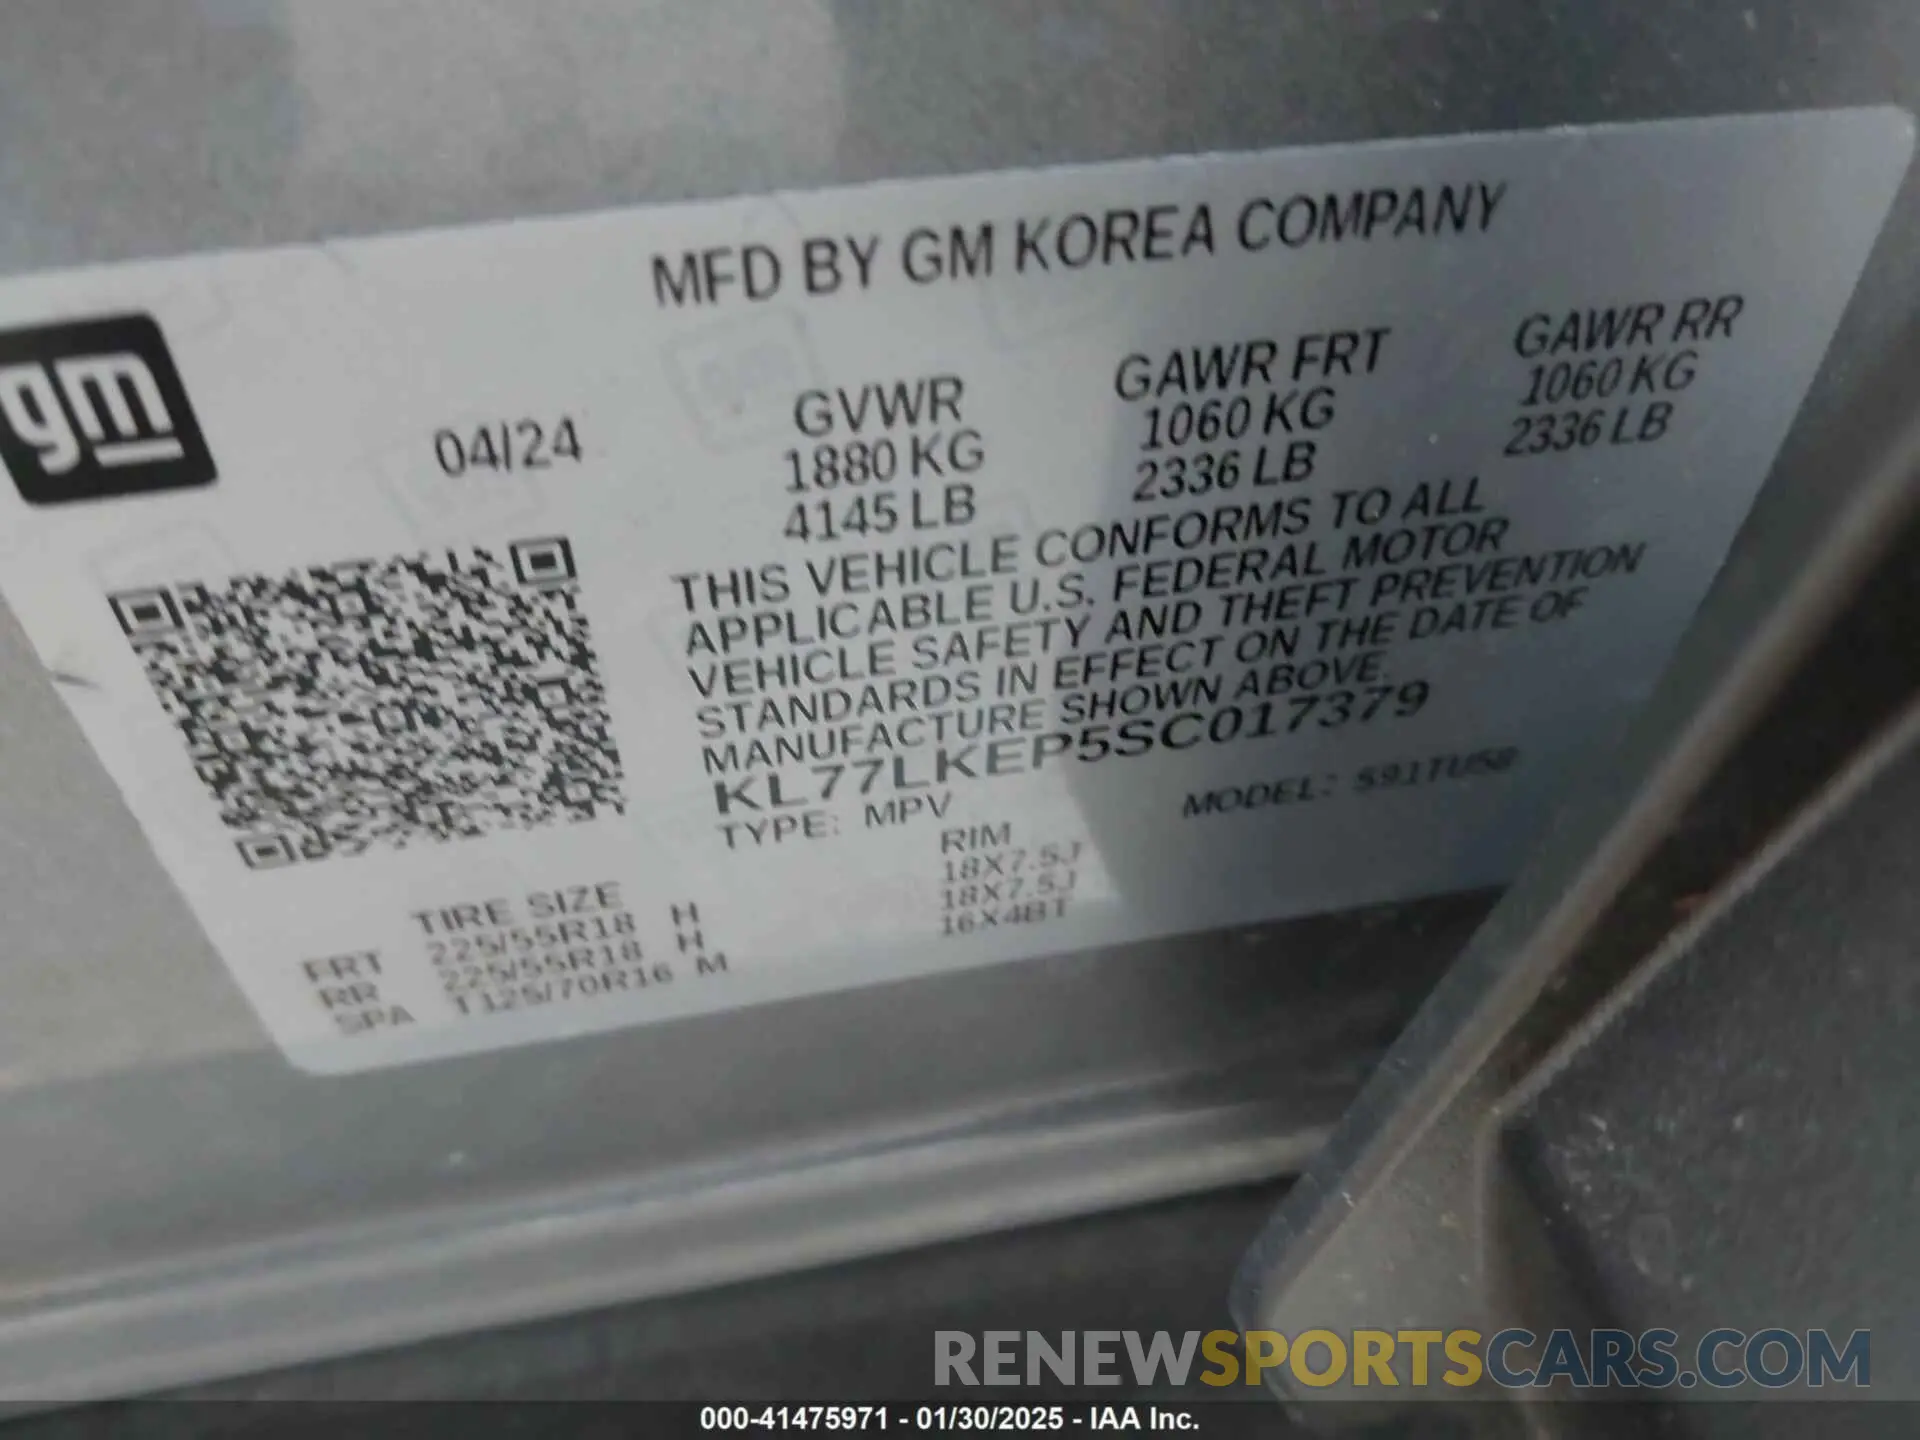 MFD BY GM KOREA COMPANY
gm
04/24
GVWR
1880 KG
4145 LB
GAWR FRT
1060 KG
2336 LB
GAWR RR
1060 KG
2336 LB
THIS VEHICLE CONFORMS TO ALL
APPLICABLE U.S. FEDERAL MOTOR
VEHICLE SAFETY AND THEFT PREVENTION
STANDARDS IN EFFECT ON THE DATE OF
MANUFACTURE SHOWN ABOVE.
KL77LKEP5SC017379
TYPE: MPV
MODEL: S91TU58
TIRE SIZE
RIM
FRT 225/55R18 H 18X7.5J
RR 225/55R18 H 18X7.5J
SPA T125/70R16 M 16X4BT
RENEWSPORTSCARS.COM
000-41475971 - 01/30/2025 - IAA Inc.